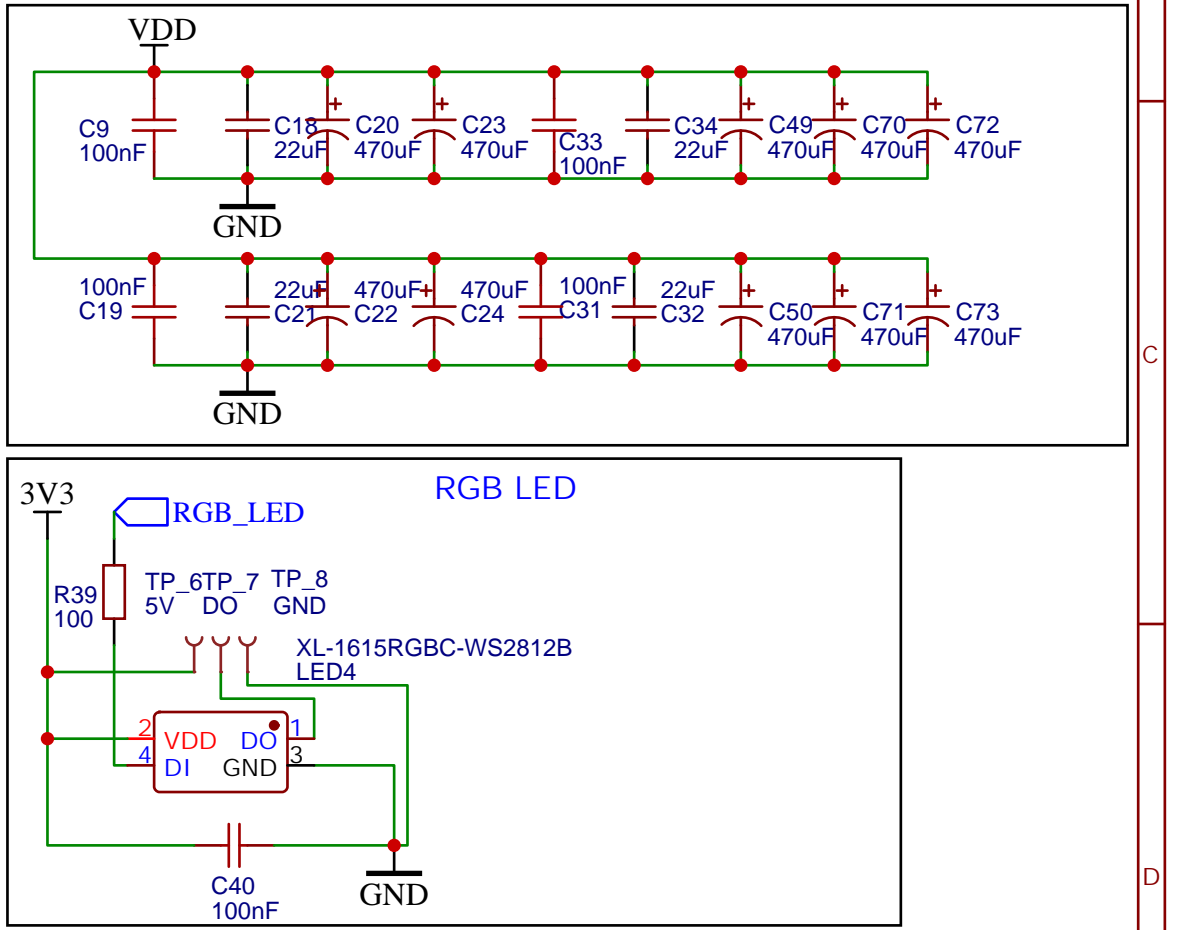 VDD
C9
100nF
C18
22uF
C20
470uF
C23
470uF
C33
100nF
C34
22uF
C49
470uF
C70
470uF
C72
470uF
GND
100nF
C19
22uF
C21
470uF
C22
470uF
C24
100nF
C31
22uF
C32
C50
470uF
C71
470uF
C73
470uF
GND
C
RGB LED
3V3
RGB_LED
R39
100
TP_6
5V
TP_7
DO
TP_8
GND
XL-1615RGBC-WS2812B
LED4
2
VDD
DO
1
4
DI
GND
3
C40
100nF
GND
D